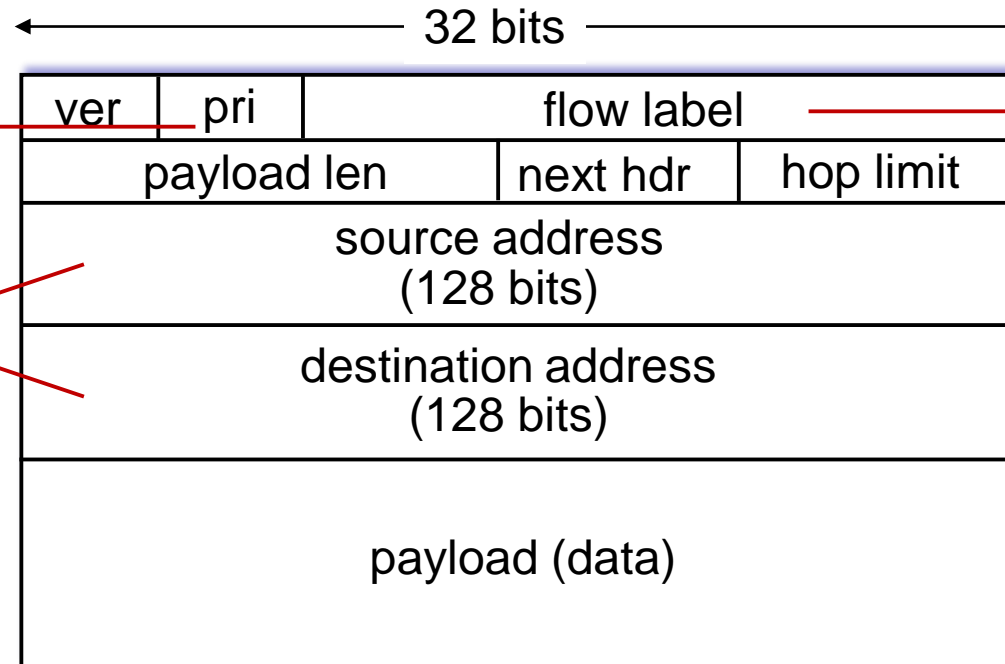 32 bits
ver pri flow label
payload len next hdr hop limit
source address
(128 bits)
destination address
(128 bits)
payload (data)